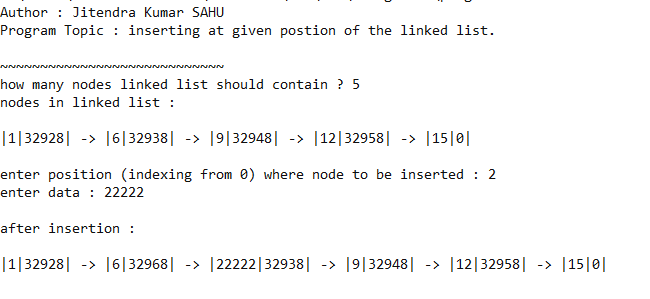 Author : Jitendra Kumar SAHU
Program Topic : inserting at given postion of the linked list.
~~~~~~~~~~~~~~~~~~~~~~~~~~~~
how many nodes linked list should contain ? 5
nodes in linked list :
|1|32928| -> |6|32938| -> |9|32948| -> |12|32958| -> |15|0|
enter position (indexing from 0) where node to be inserted : 2
enter data : 22222
after insertion :
|1|32928| -> |6|32968| -> |22222|32938| -> |9|32948| -> |12|32958| -> |15|0|